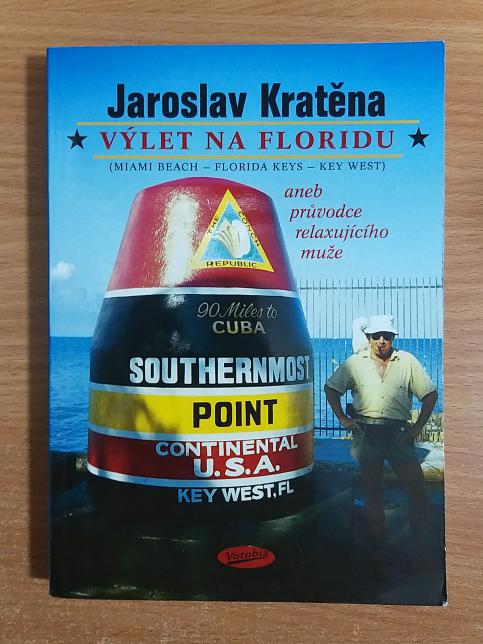 Jaroslav Kratěna
★ VÝLET NA FLORIDU ★
(MIAMI BEACH – FLORIDA KEYS – KEY WEST)
aneb
průvodce
relaxujícího
muže
THE CONCH
REPUBLIC
90 Miles to
CUBA
SOUTHERNMOST
POINT
CONTINENTAL
U.S.A.
KEY WEST, FL
Votobia